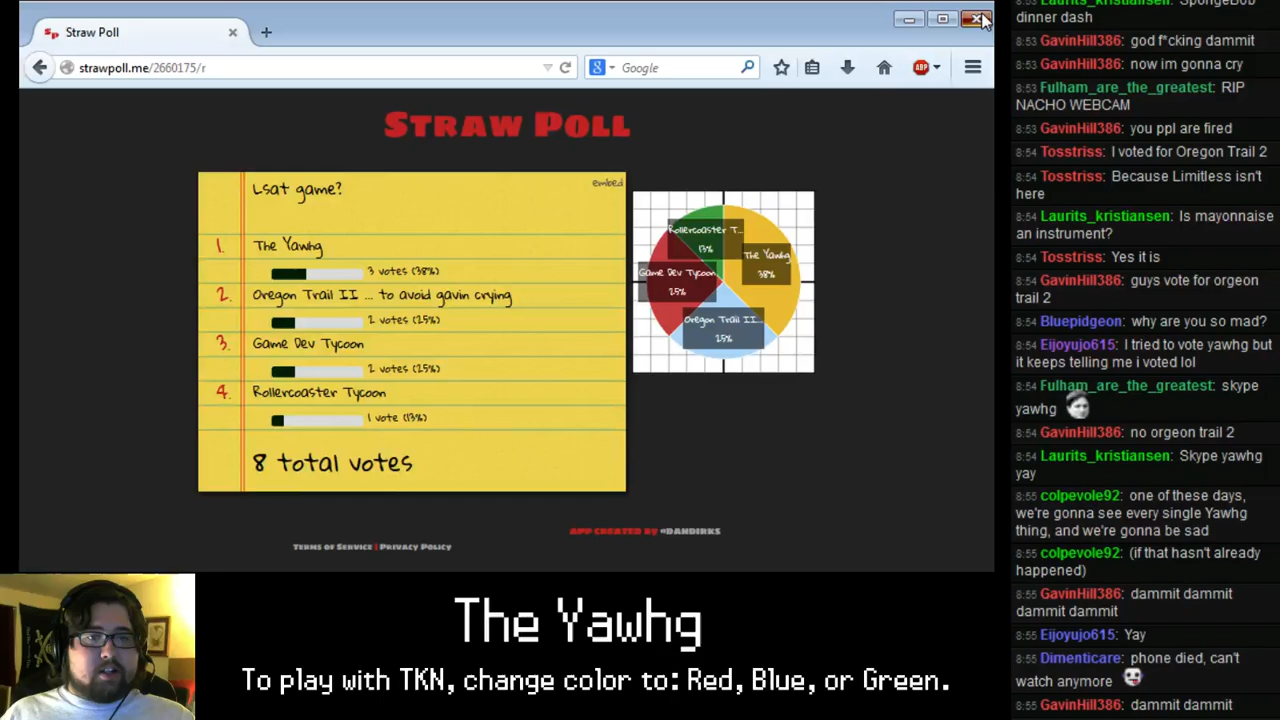 Straw Poll
strawpoll.me/2660175/r
Google
ABP
STRAW POLL
Lsat game?
embed
1. The Yawhg
3 votes (38%)
2. Oregon Trail II ... to avoid gavin crying
2 votes (25%)
3. Game Dev Tycoon
2 votes (25%)
4. Rollercoaster Tycoon
1 vote (13%)
8 total votes
Rollercoaster T...
13%
The Yawhg
38%
Game Dev Tycoon
25%
Oregon Trail II...
25%
APP CREATED BY @DANDIRKS
TERMS OF SERVICE | PRIVACY POLICY
The Yawhg
To play with TKN, change color to: Red, Blue, or Green.
8:53 Laurits_kristiansen: SpongeBob
dinner dash
8:53 GavinHill386: god f*cking dammit
8:53 GavinHill386: now im gonna cry
8:53 Fulham_are_the_greatest: RIP
NACHO WEBCAM
8:53 GavinHill386: you ppl are fired
8:54 Tosstriss: I voted for Oregon Trail 2
8:54 Tosstriss: Because Limitless isn't
here
8:54 Laurits_kristiansen: Is mayonnaise
an instrument?
8:54 Tosstriss: Yes it is
8:54 GavinHill386: guys vote for orgeon
trail 2
8:54 Bluepidgeon: why are you so mad?
8:54 Eijoyujo615: I tried to vote yawhg but
it keeps telling me i voted lol
8:54 Fulham_are_the_greatest: skype
yawhg
8:54 GavinHill386: no orgeon trail 2
8:54 Laurits_kristiansen: Skype yawhg
yay
8:55 colpevole92: one of these days,
we're gonna see every single Yawhg
thing, and we're gonna be sad
8:55 colpevole92: (if that hasn't already
happened)
8:55 GavinHill386: dammit dammit
dammit dammit
8:55 Eijoyujo615: Yay
8:55 Dimenticare: phone died, can't
watch anymore
8:55 GavinHill386: dammit dammit